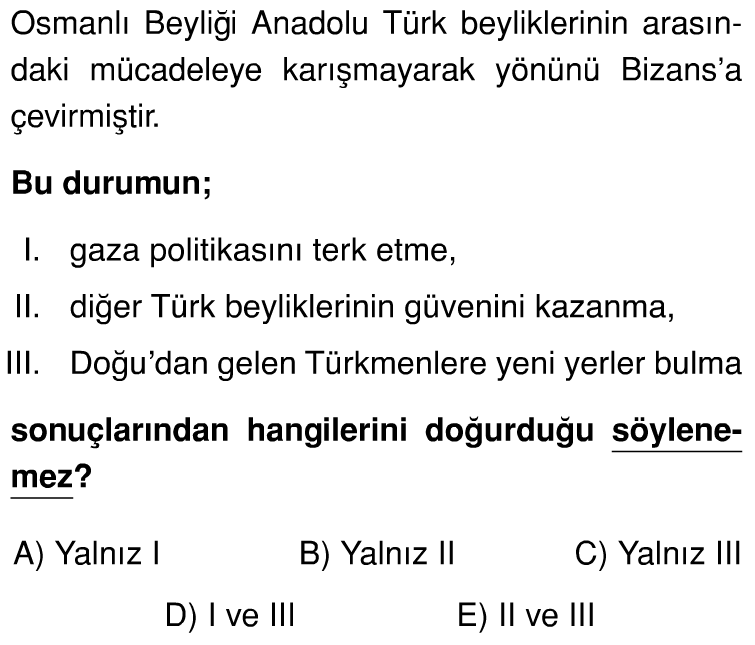 Osmanlı Beyliği Anadolu Türk beyliklerinin arasın-
daki mücadeleye karışmayarak yönünü Bizans’a
çevirmiştir.
Bu durumun;
I. gaza politikasını terk etme,
II. diğer Türk beyliklerinin güvenini kazanma,
III. Doğu’dan gelen Türkmenlere yeni yerler bulma
sonuçlarından hangilerini doğurduğu söylene-
mez?
A) Yalnız I B) Yalnız II C) Yalnız III
D) I ve III E) II ve III